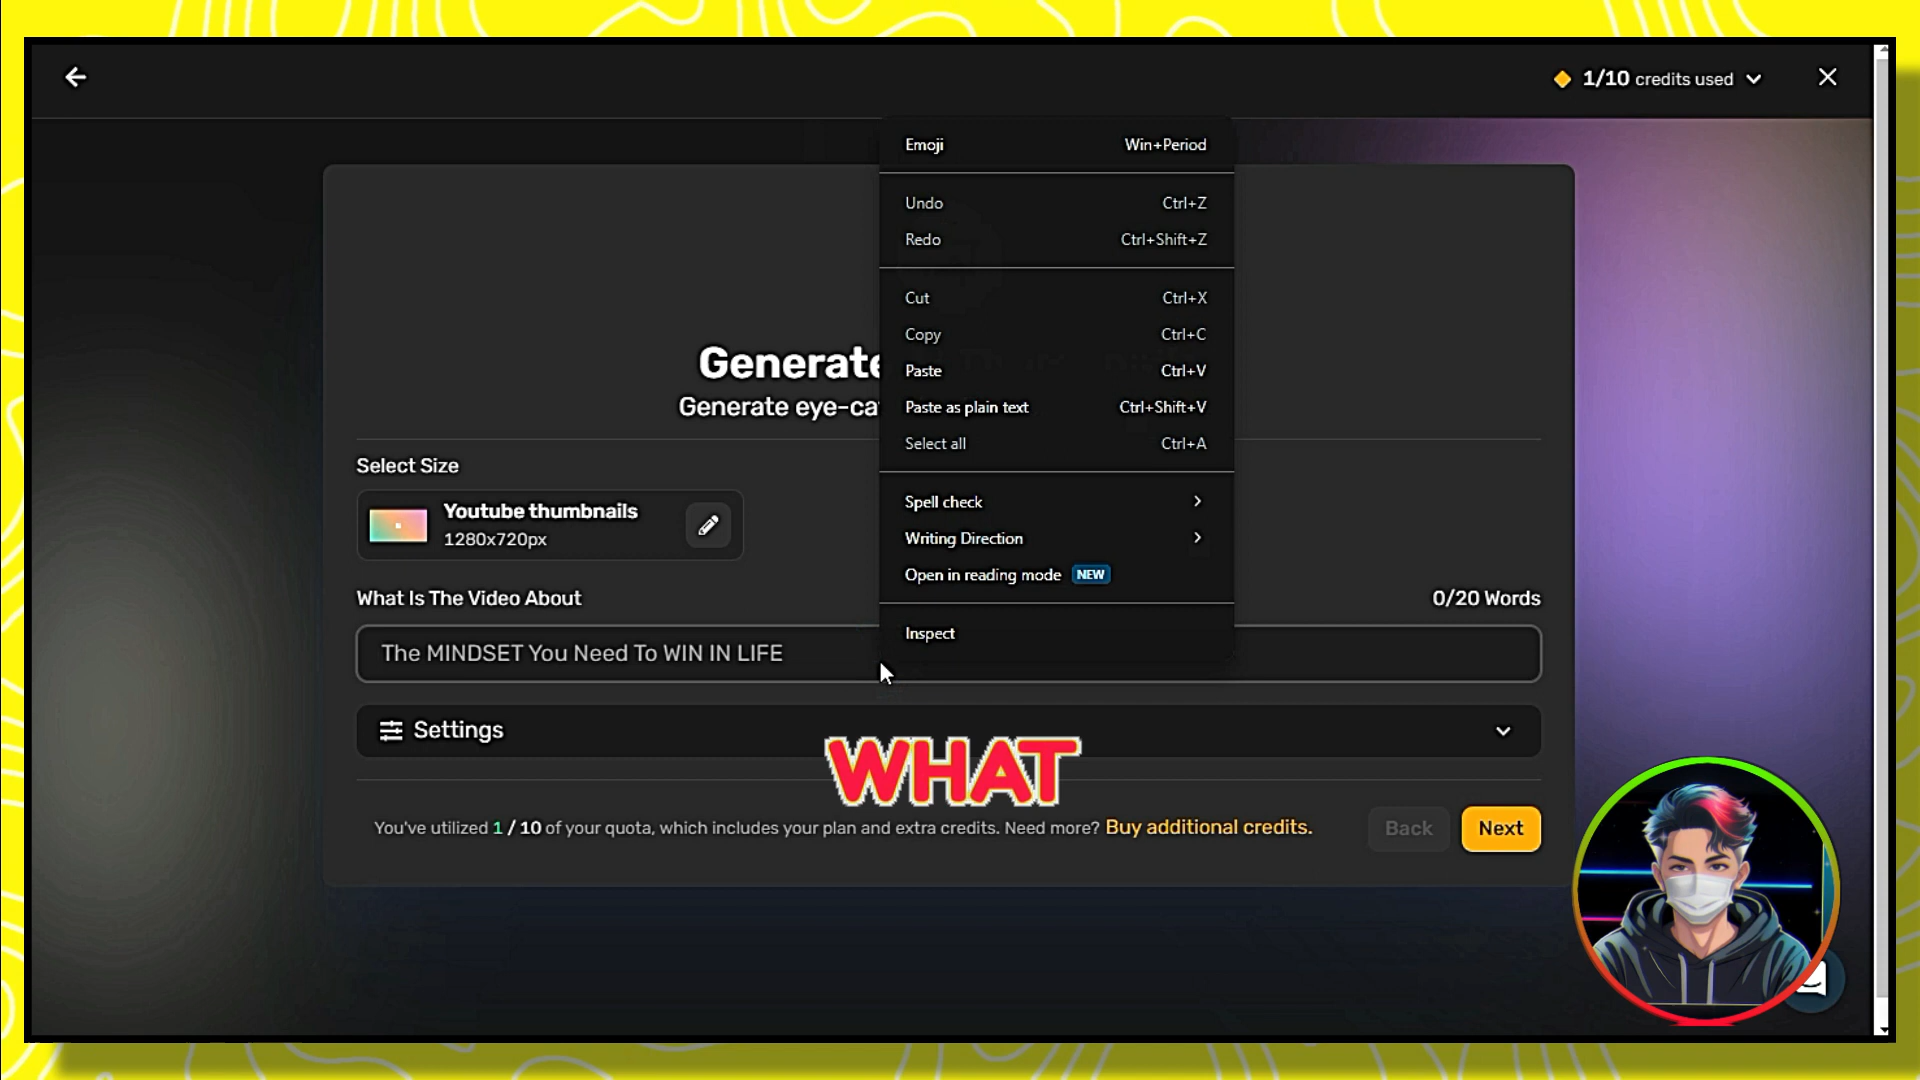 1/10 credits used
Emoji Win+Period
Undo Ctrl+Z
Redo Ctrl+Shift+Z
Cut Ctrl+X
Copy Ctrl+C
Paste Ctrl+V
Paste as plain text Ctrl+Shift+V
Select all Ctrl+A
Spell check
Writing Direction
Open in reading mode NEW
Inspect
Generate
Generate eye-ca
Select Size
Youtube thumbnails
1280x720px
What Is The Video About 0/20 Words
The MINDSET You Need To WIN IN LIFE
Settings
WHAT
You've utilized 1 / 10 of your quota, which includes your plan and extra credits. Need more? Buy additional credits.
Back Next